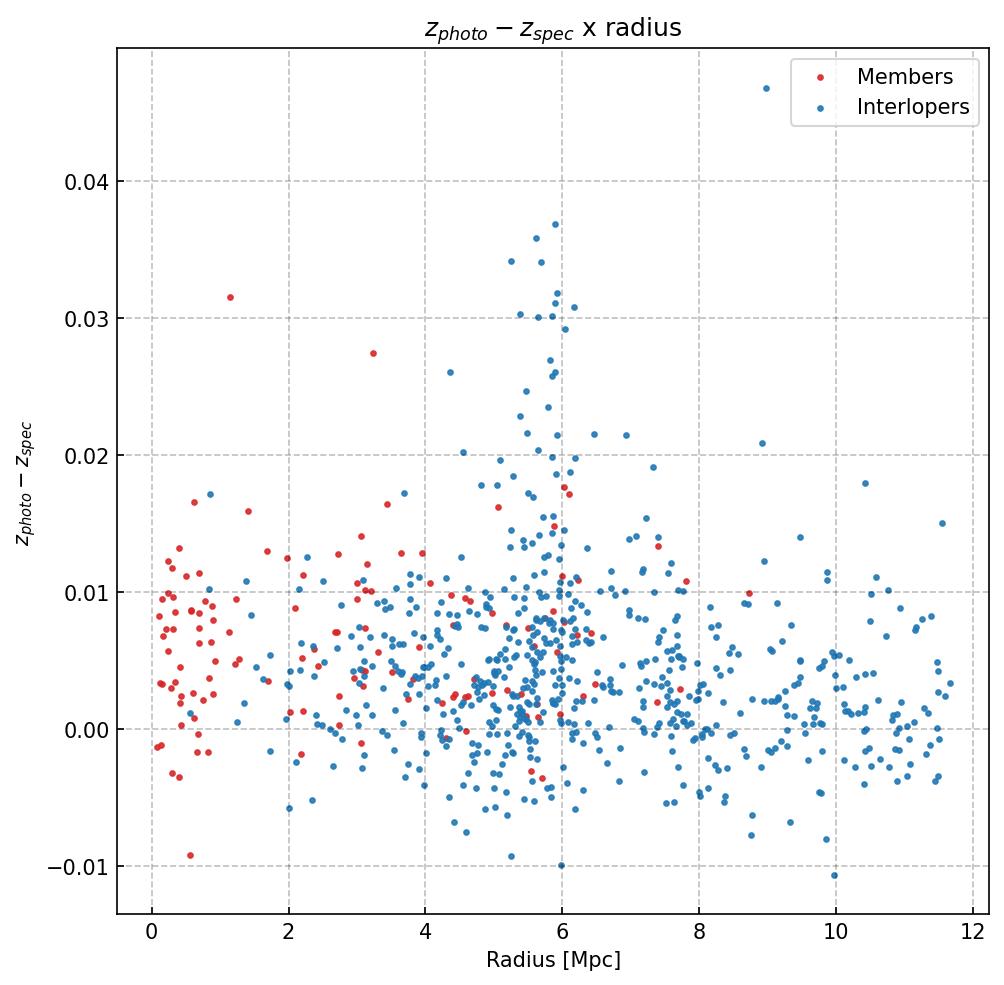 z_photo − z_spec x radius
Members
Interlopers
0.04
0.03
0.02
0.01
0.00
−0.01
z_photo − z_spec
0 2 4 6 8 10 12
Radius [Mpc]